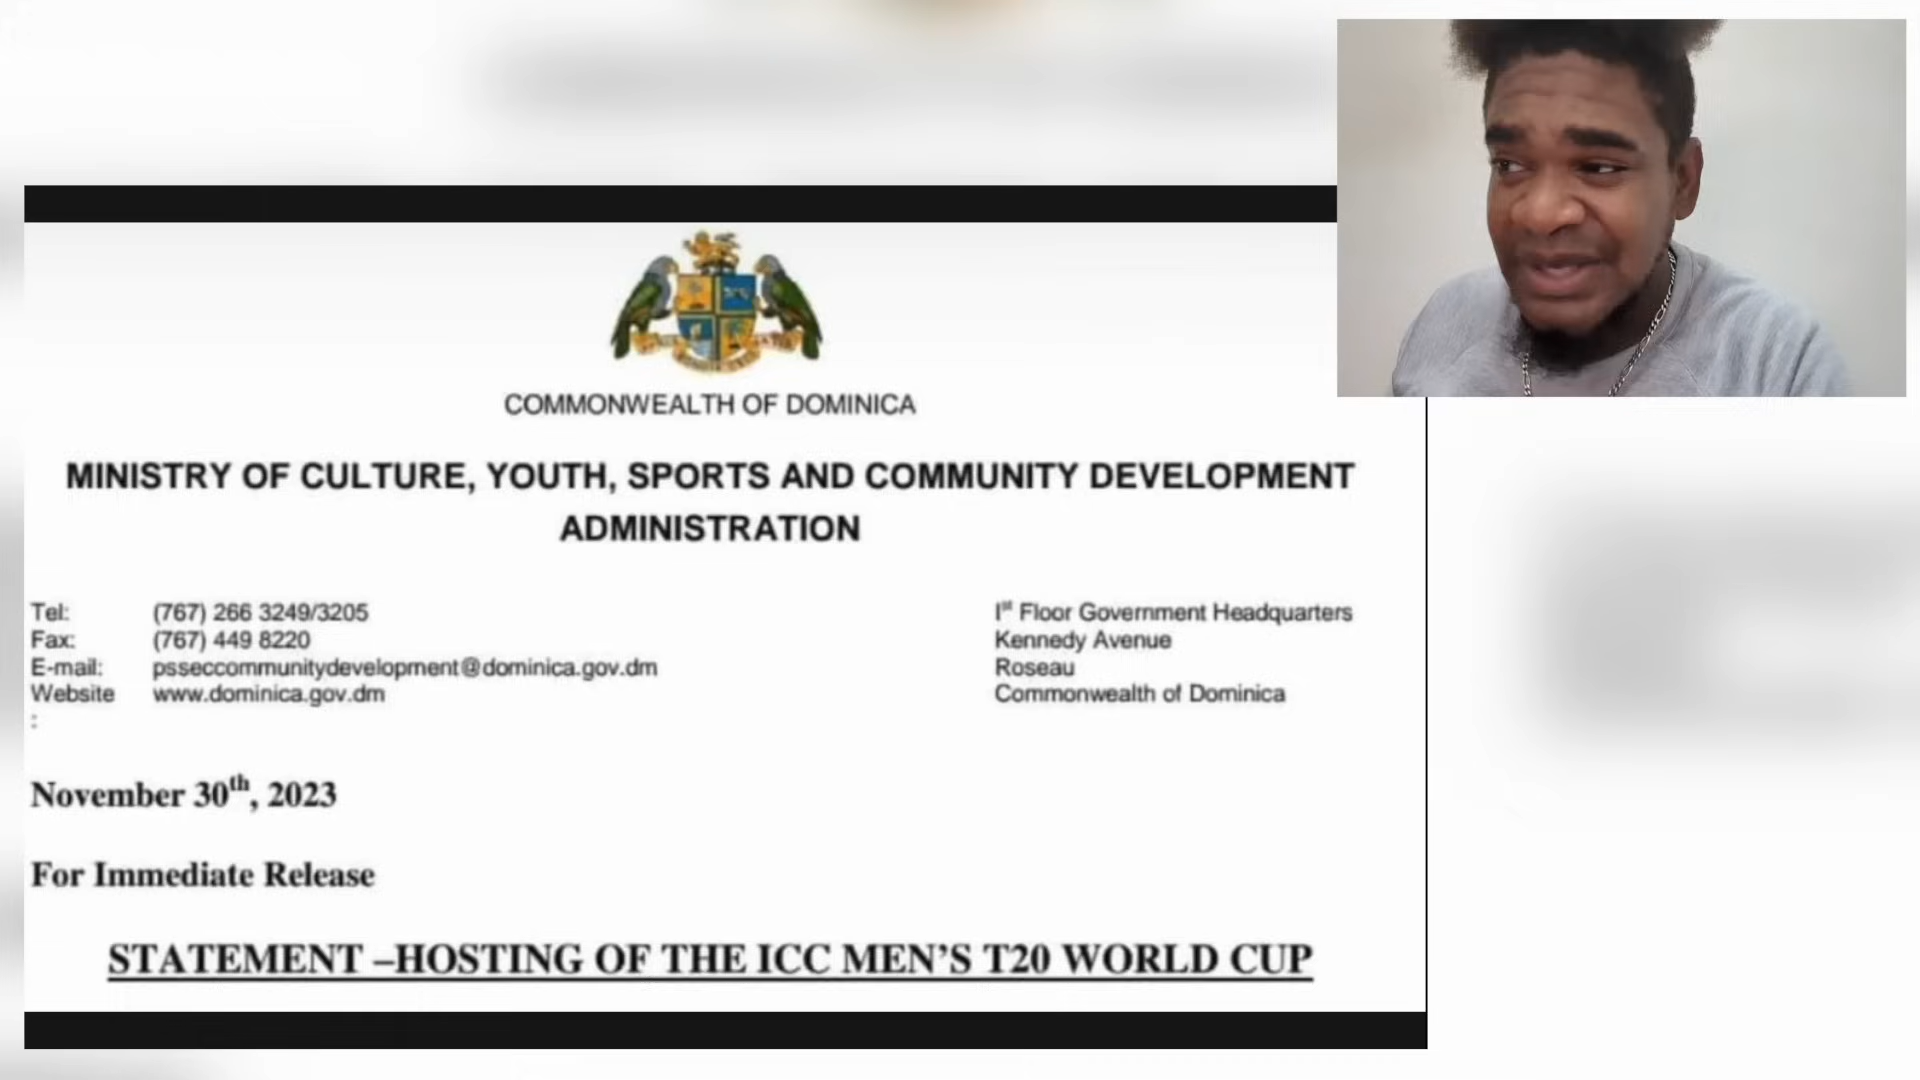 COMMONWEALTH OF DOMINICA
MINISTRY OF CULTURE, YOUTH, SPORTS AND COMMUNITY DEVELOPMENT
ADMINISTRATION
Tel: (767) 266 3249/3205
Fax: (767) 449 8220
E-mail: psseccommunitydevelopment@dominica.gov.dm
Website www.dominica.gov.dm
:
1st Floor Government Headquarters
Kennedy Avenue
Roseau
Commonwealth of Dominica
November 30th, 2023
For Immediate Release
STATEMENT –HOSTING OF THE ICC MEN'S T20 WORLD CUP